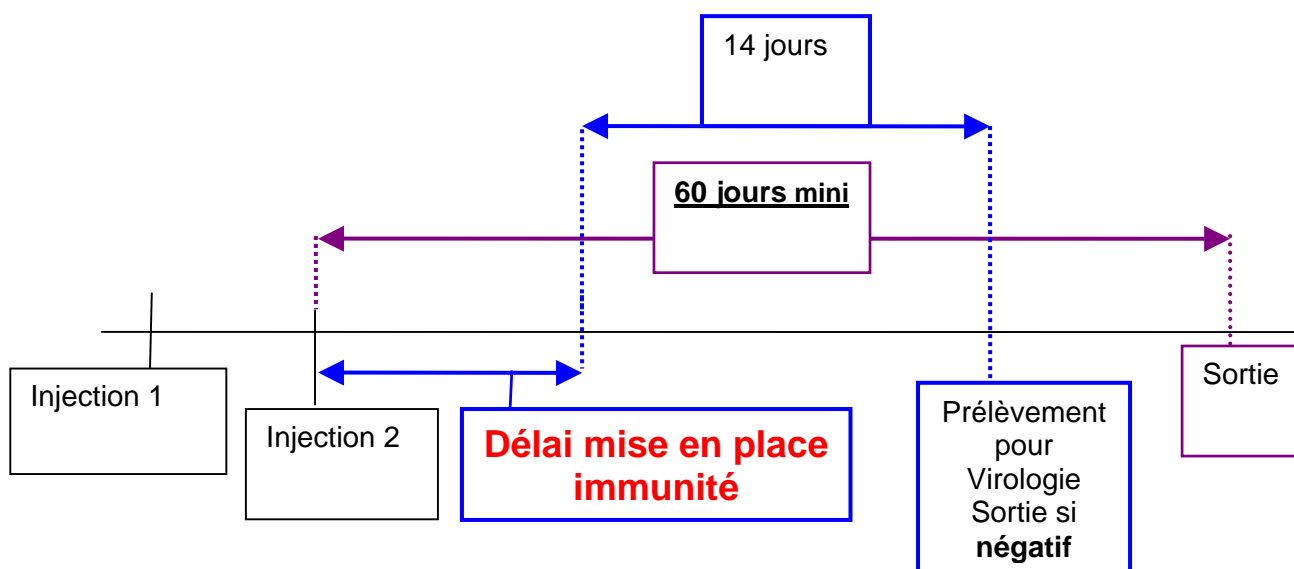 14 jours
60 jours mini
Injection 1
Injection 2
Délai mise en place
immunité
Prélèvement
pour
Virologie
Sortie si
négatif
Sortie